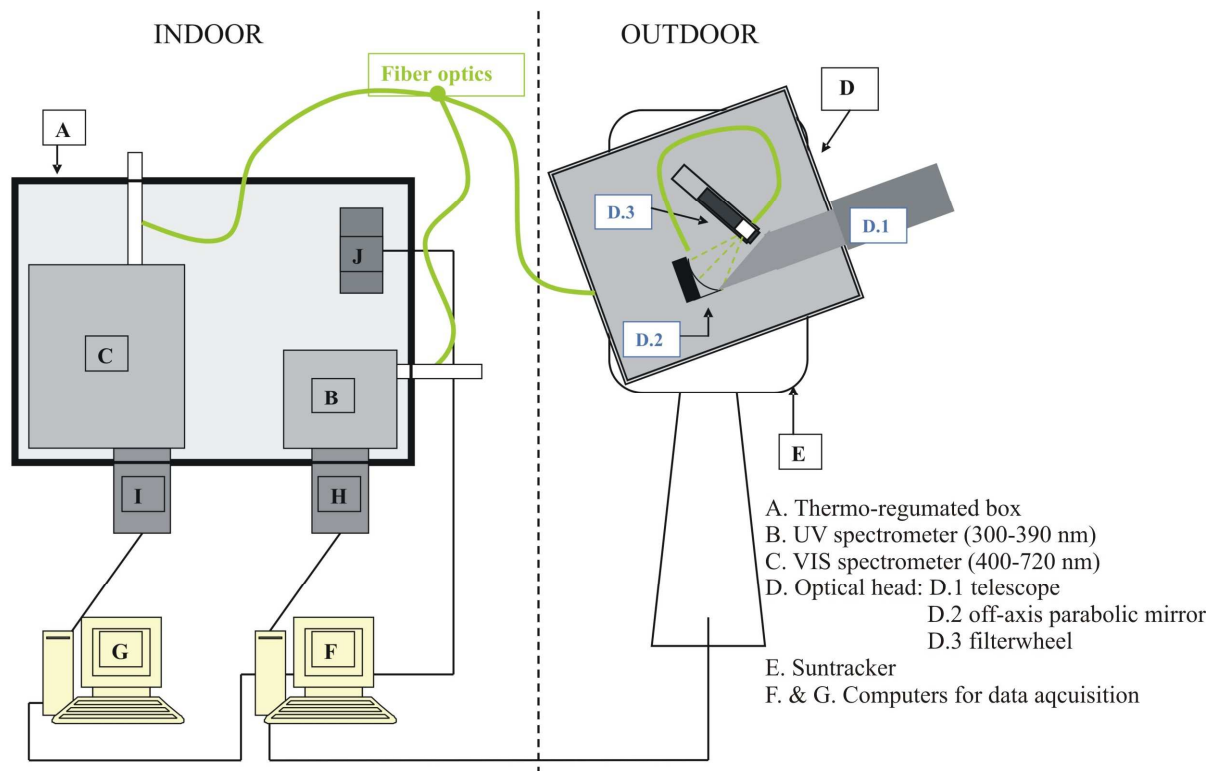 INDOOR
OUTDOOR
Fiber optics
A
D
D.3
D.1
J
D.2
C
B
E
I
H
G
F
A. Thermo-regumated box
B. UV spectrometer (300-390 nm)
C. VIS spectrometer (400-720 nm)
D. Optical head: D.1 telescope
D.2 off-axis parabolic mirror
D.3 filterwheel
E. Suntracker
F. & G. Computers for data aqcuisition